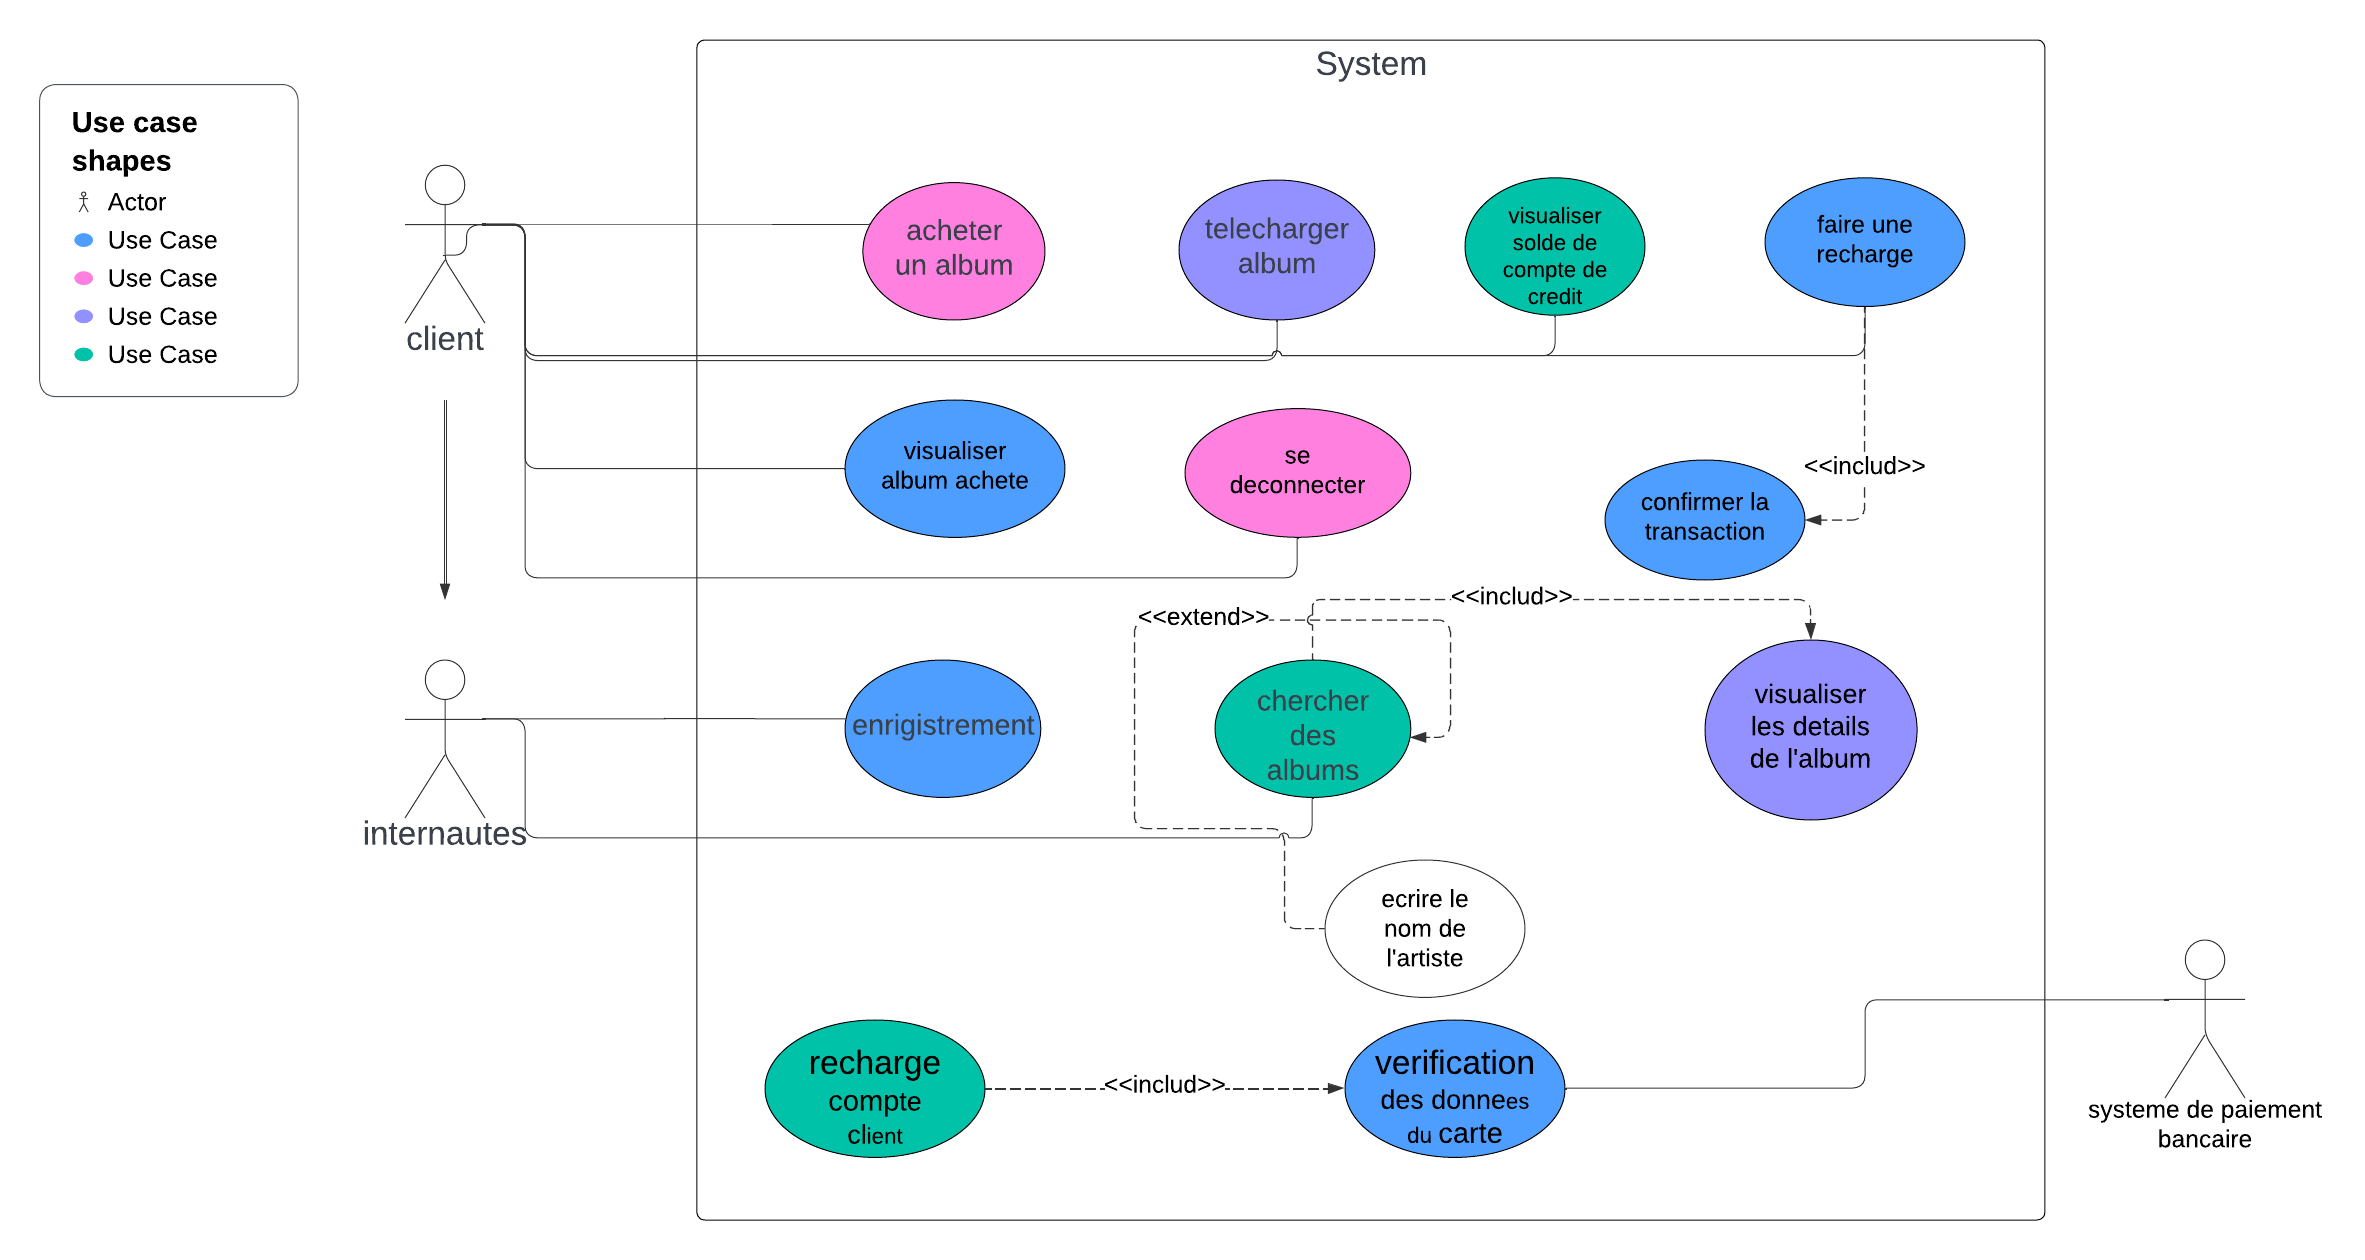 System
Use case
shapes
Actor
Use Case
Use Case
Use Case
Use Case
client
acheter
un album
telecharger
album
visualiser
solde de
compte de
credit
faire une
recharge
visualiser
album achete
se
deconnecter
<<includ>>
confirmer la
transaction
<<includ>>
<<extend>>
internautes
enrigistrement
chercher
des
albums
visualiser
les details
de l'album
ecrire le
nom de
l'artiste
recharge
compte
client
<<includ>>
verification
des donnees
du carte
systeme de paiement
bancaire